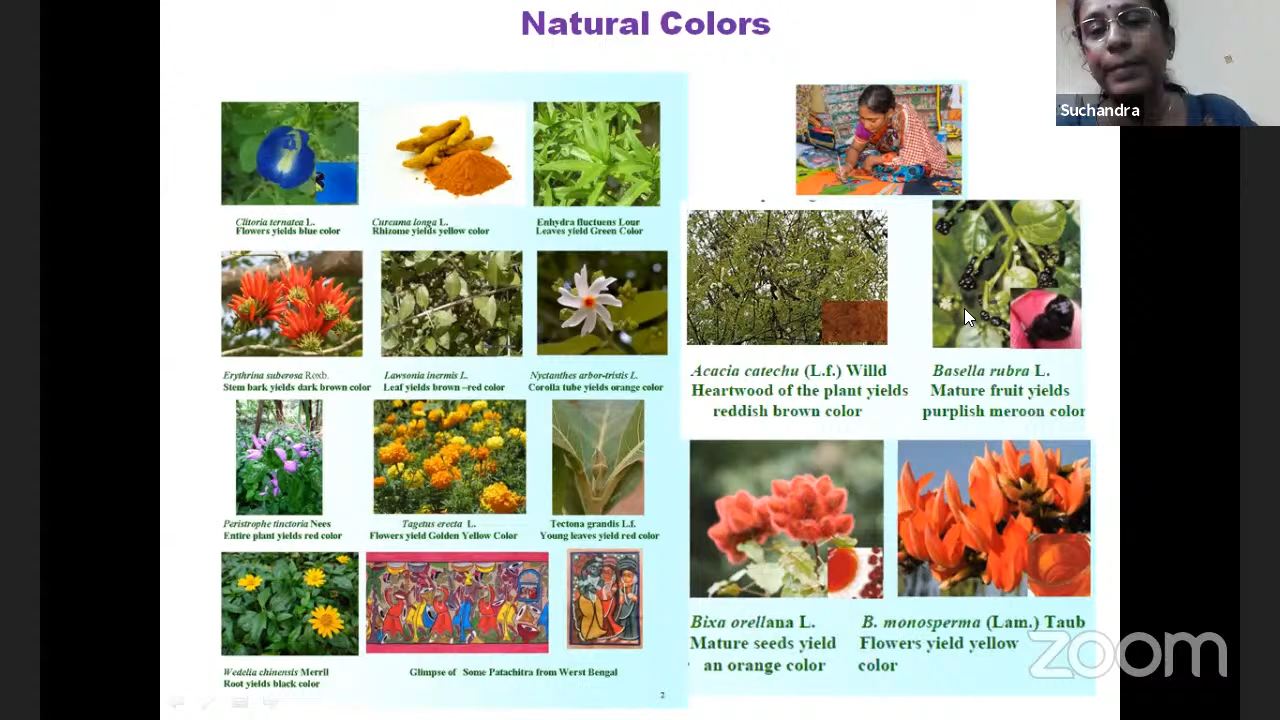 Natural Colors
Suchandra
Clitoria ternatea L.
Flowers yields blue color
Curcuma longa L.
Rhizome yields yellow color
Enhydra fluctuens Lour
Leaves yield Green Color
Erythrina suberosa Roxb.
Stem bark yields dark brown color
Lawsonia inermis L.
Leaf yields brown –red color
Nyctanthes arbor-tristis L.
Corolla tube yields orange color
Peristrophe tinctoria Nees
Entire plant yields red color
Tagetus erecta L.
Flowers yield Golden Yellow Color
Tectona grandis L.f.
Young leaves yield red color
Wedelia chinensis Merril
Root yields black color
Glimpse of Some Patachitra from Werst Bengal
2
Acacia catechu (L.f.) Willd
Heartwood of the plant yields
reddish brown color
Basella rubra L.
Mature fruit yields
purplish meroon color
Bixa orellana L.
Mature seeds yield
an orange color
B. monosperma (Lam.) Taub
Flowers yield yellow
color
zoom